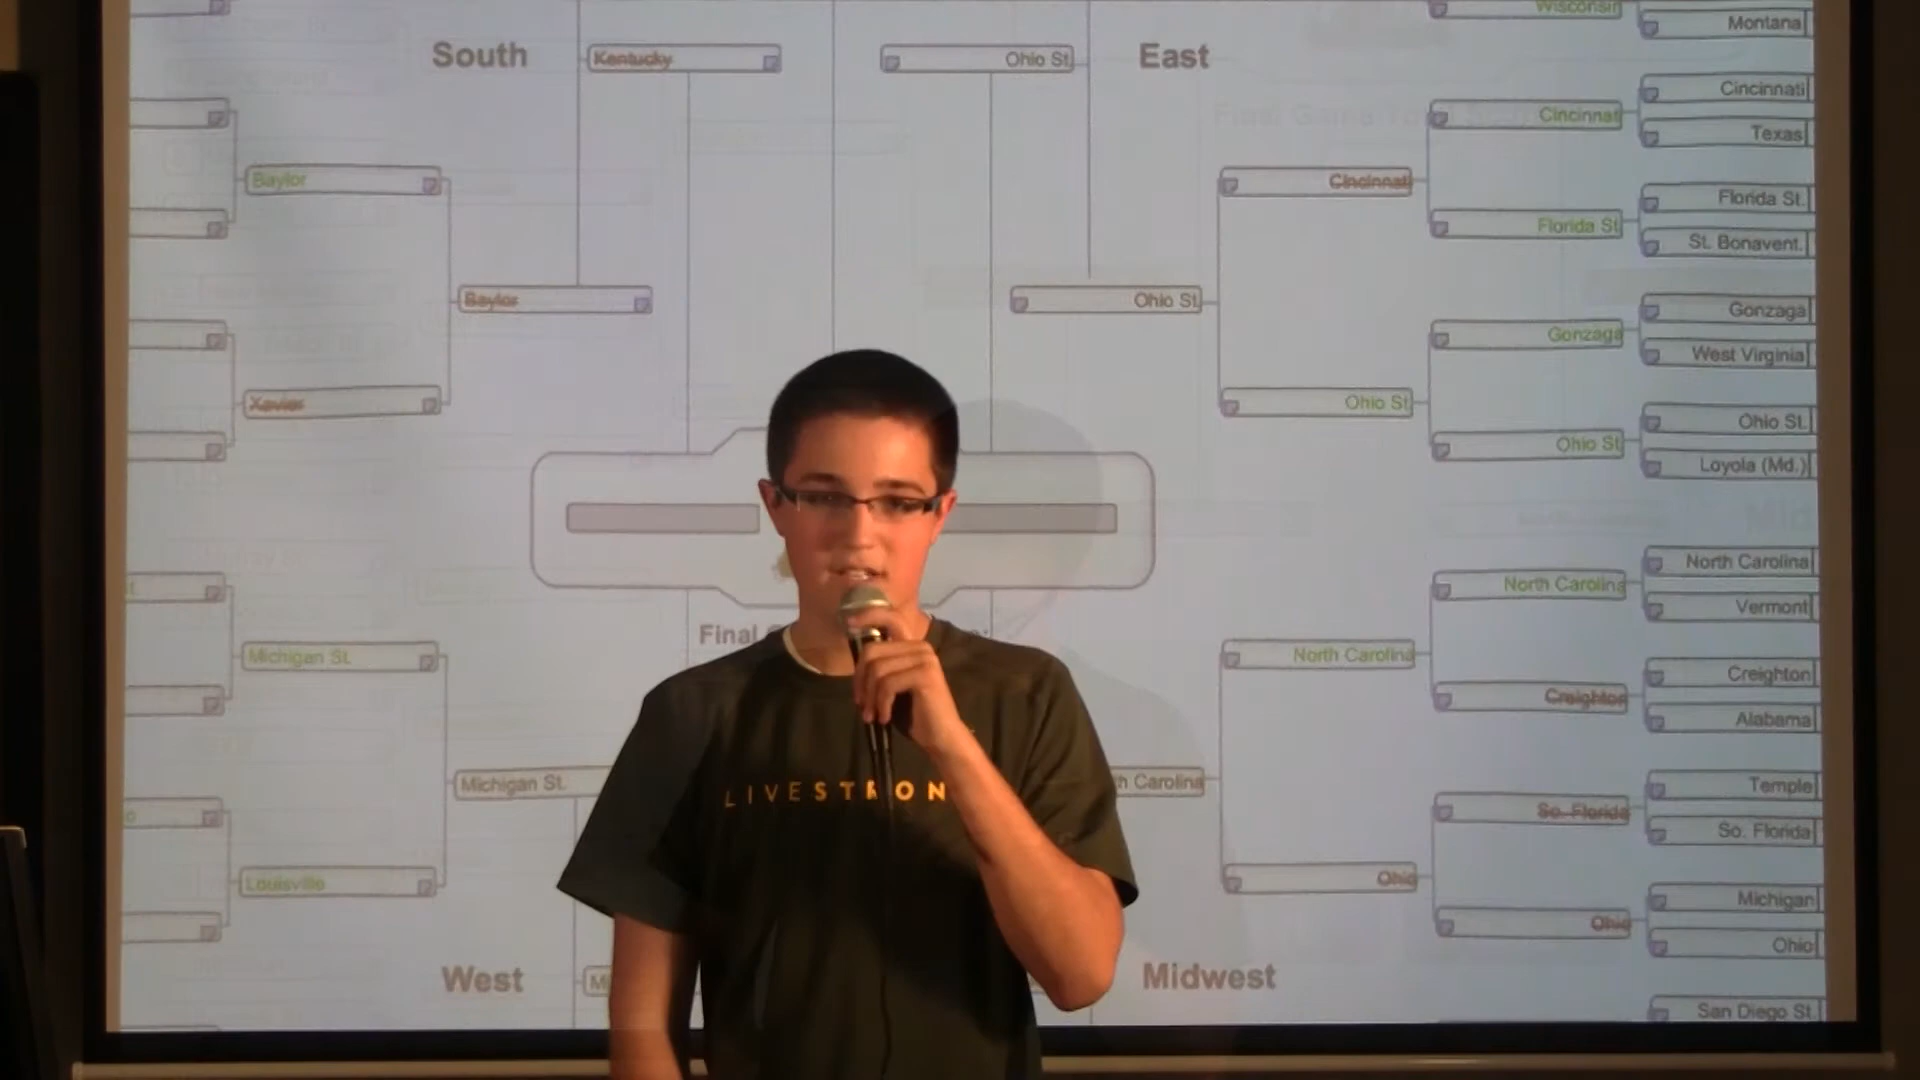 Wisconsin
Montana
South
Kentucky
Ohio St.
East
Cincinnati
Cincinnati
Texas
Baylor
Cincinnati
Florida St.
Florida St
St. Bonavent.
Baylor
Ohio St.
Gonzaga
Gonzaga
West Virginia
Xavier
Ohio St
Ohio St.
Ohio St
Loyola (Md.)
North Carolina
North Carolina
Vermont
Final
Michigan St.
North Carolina
Creighton
Creighton
Alabama
Michigan St.
h Carolina
Temple
So. Florida
So. Florida
LIVESTRON
Louisville
Ohio
Michigan
Ohio
Ohio
West
Midwest
San Diego St.